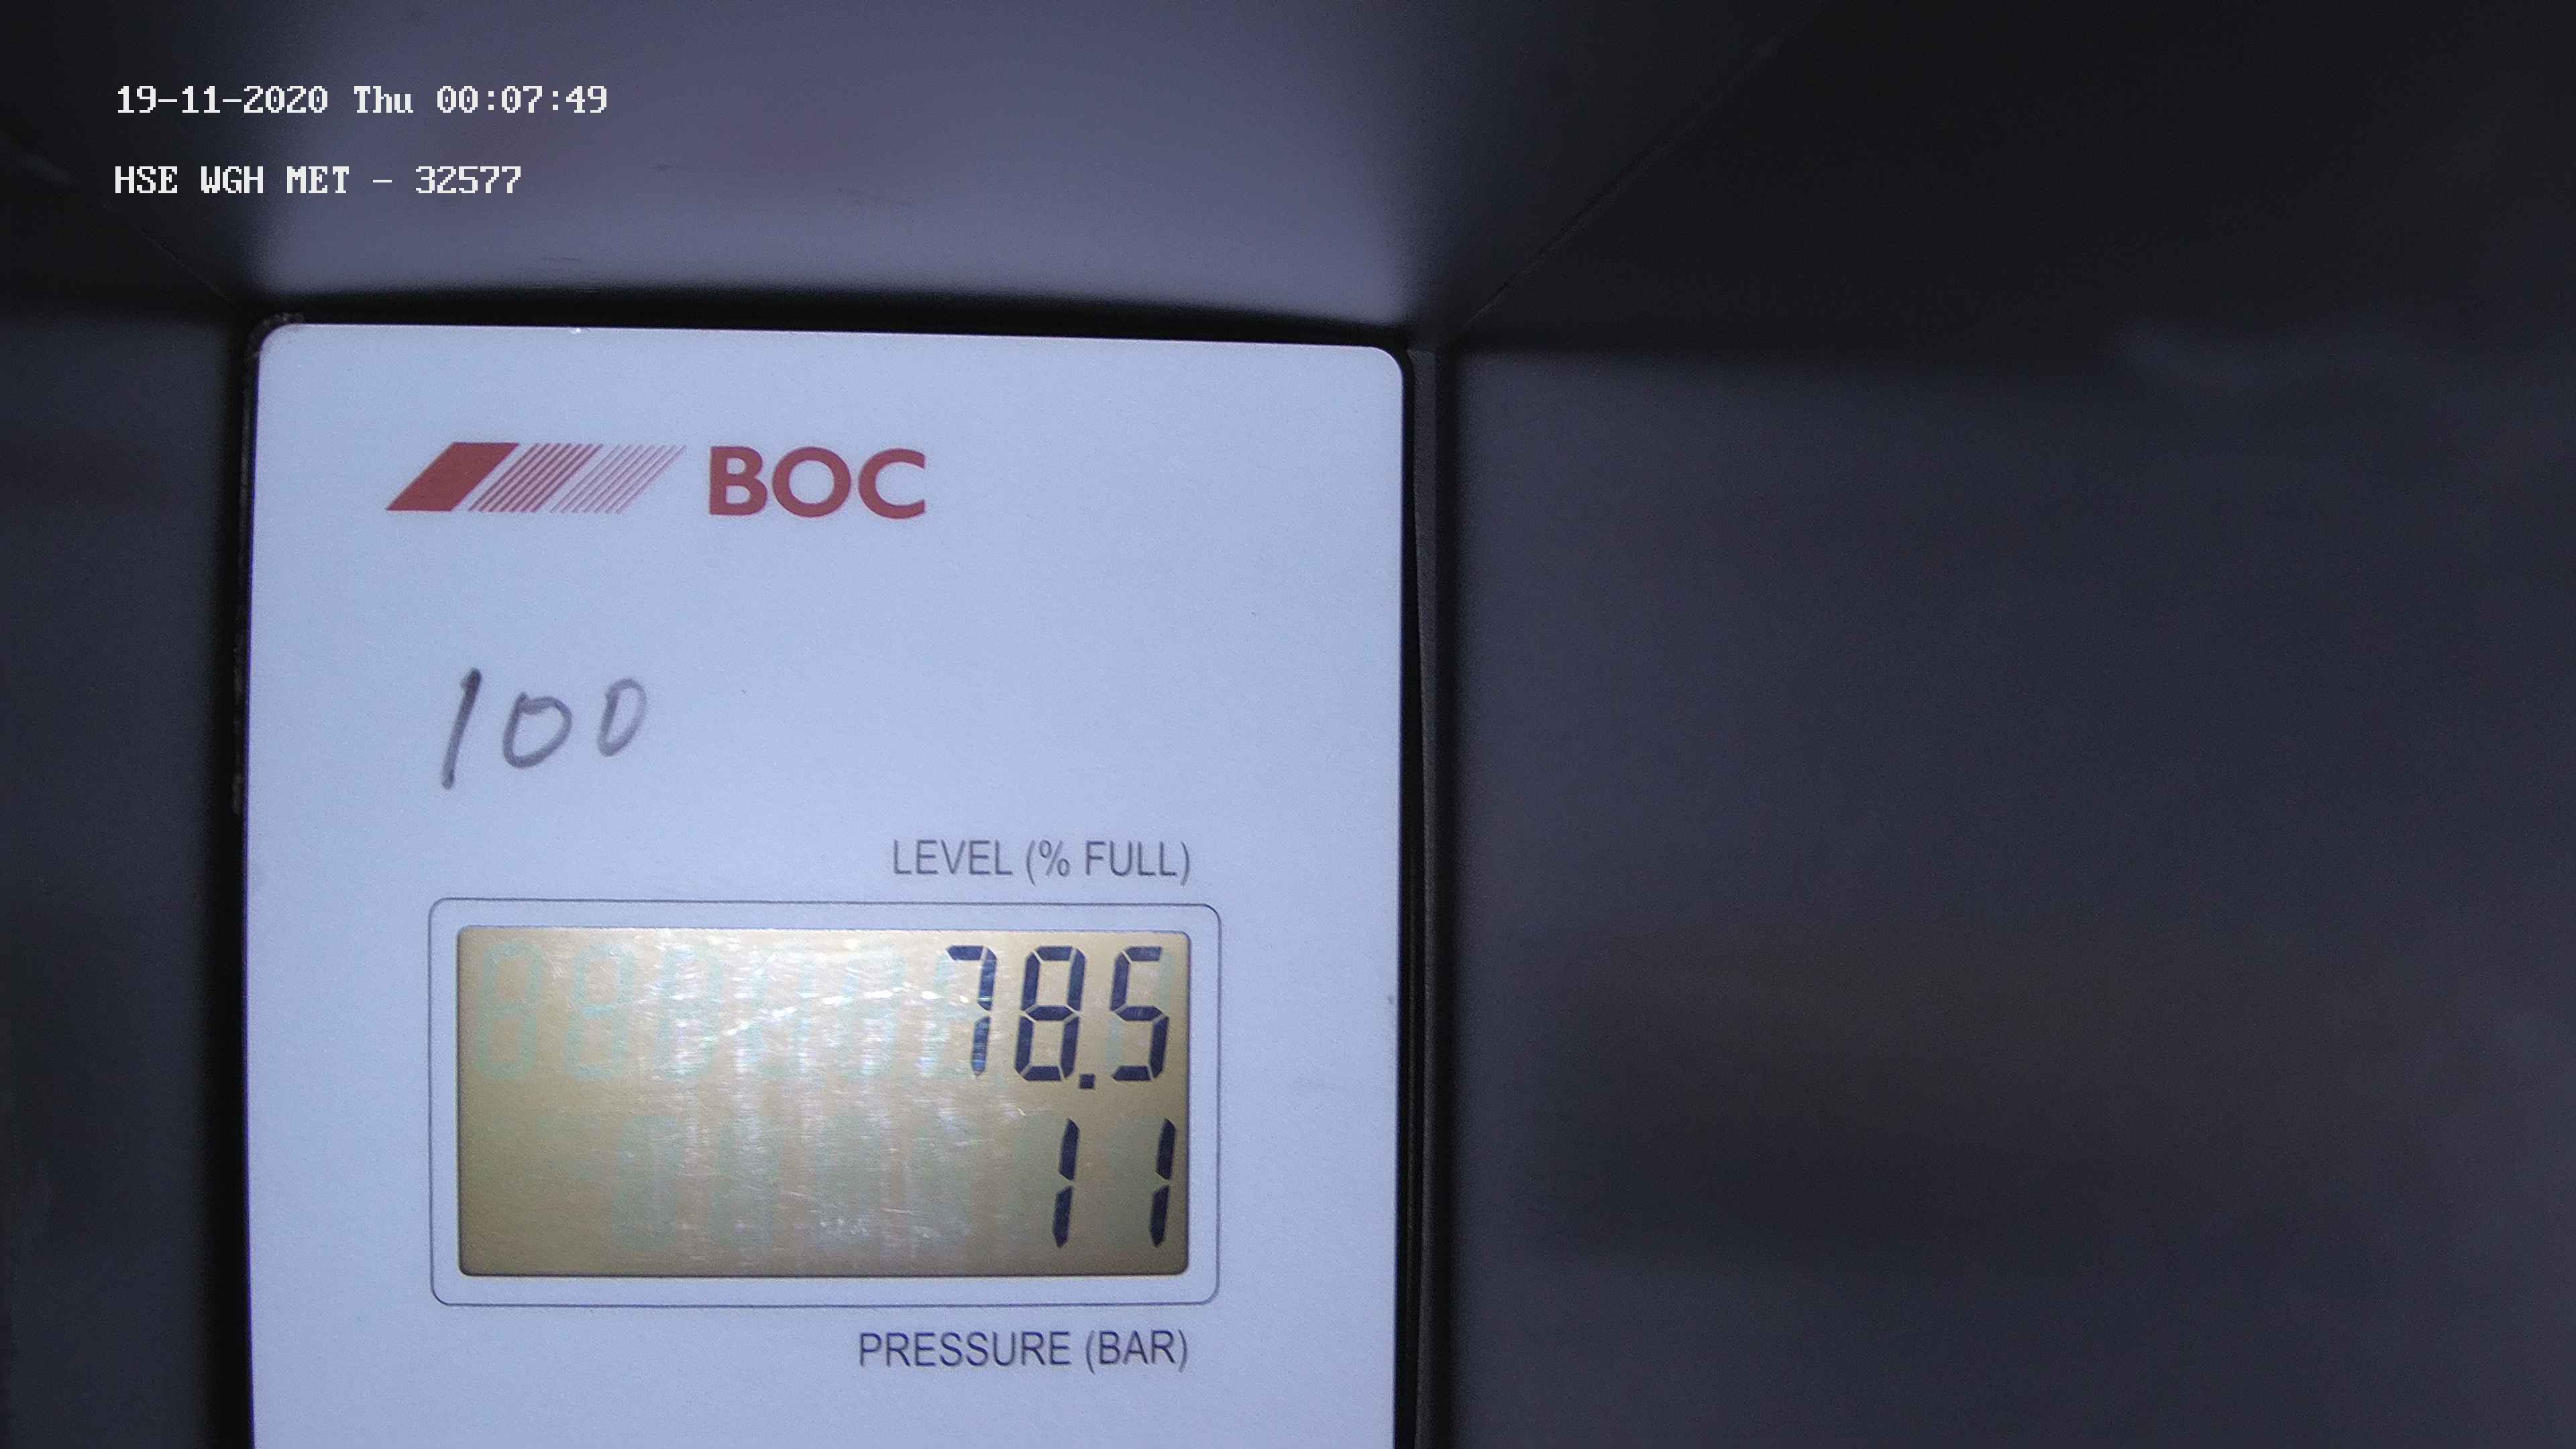 19-11-2020 Thu 00:07:49
HSE WGH MET - 32577
BOC
100
LEVEL (% FULL)
78.5
11
PRESSURE (BAR)